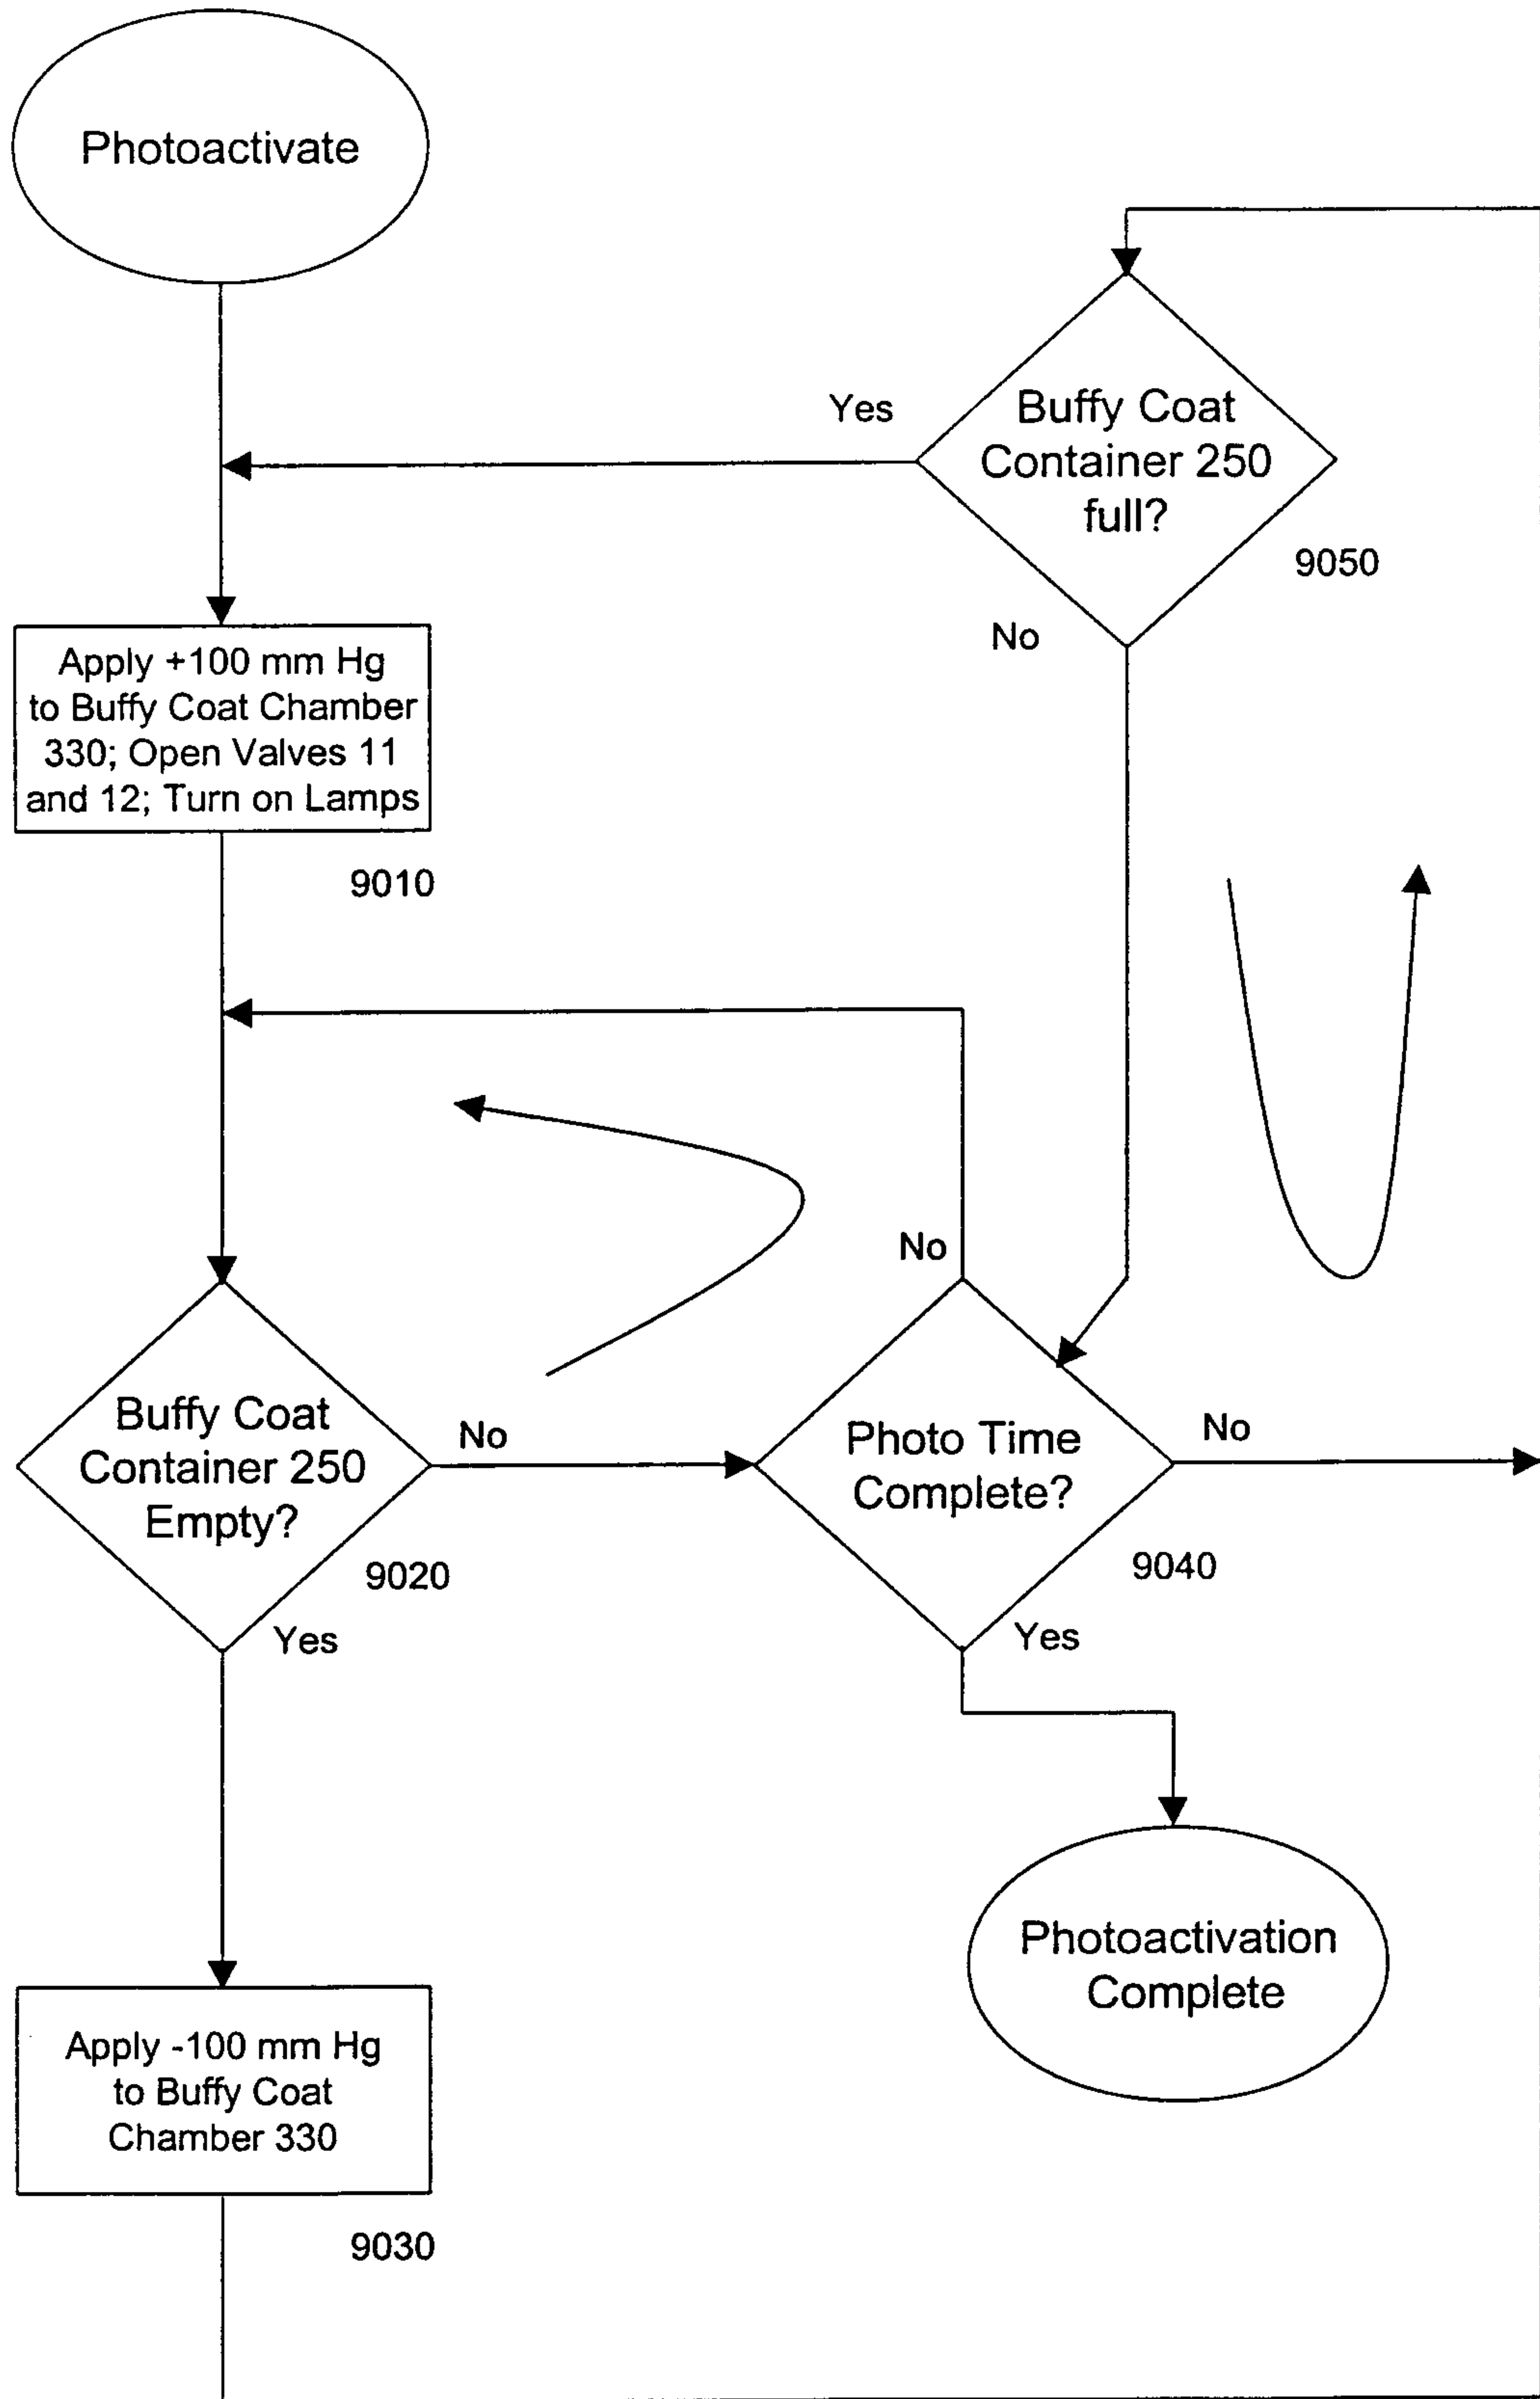 Photoactivate
Yes
Buffy Coat
Container 250
full?
9050
No
Apply +100 mm Hg
to Buffy Coat Chamber
330; Open Valves 11
and 12; Turn on Lamps
9010
No
Buffy Coat
Container 250
Empty?
No
9020
Yes
Photo Time
Complete?
No
9040
Yes
Photoactivation
Complete
Apply -100 mm Hg
to Buffy Coat
Chamber 330
9030